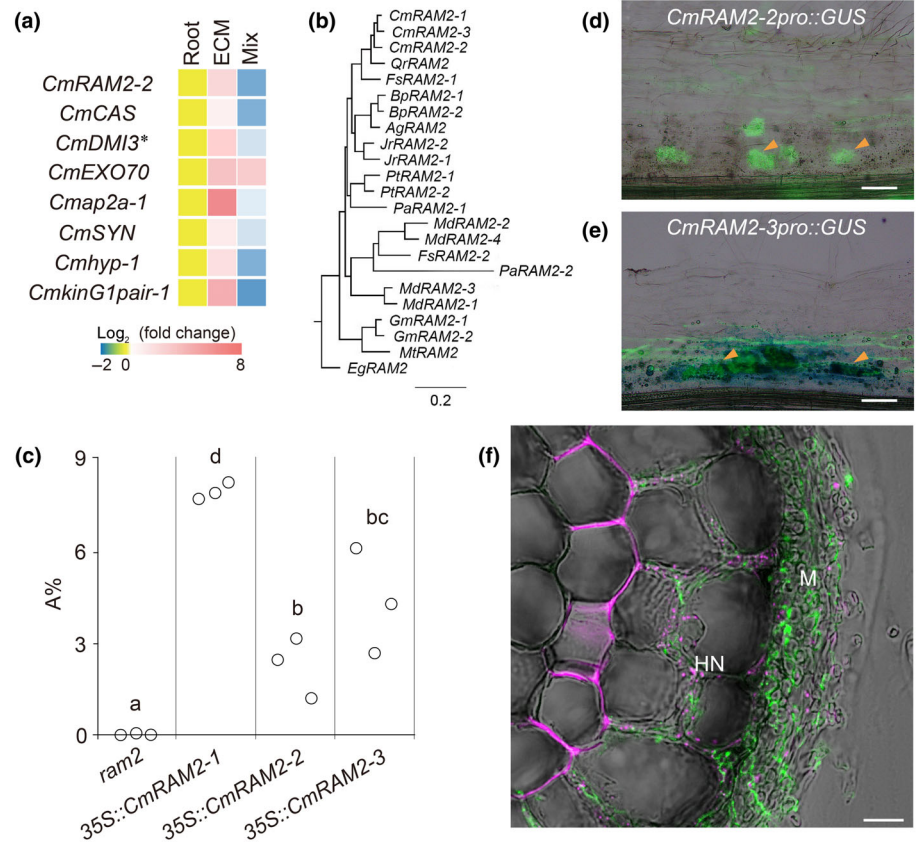 (a)
Root
ECM
Mix
CmRAM2-2
CmCAS
CmDMI3*
CmEXO70
Cmap2a-1
CmSYN
Cmhyp-1
CmkinG1pair-1
Log2 (fold change)
−2 0 8
(b)
CmRAM2-1
CmRAM2-3
CmRAM2-2
QrRAM2
FsRAM2-1
BpRAM2-1
BpRAM2-2
AgRAM2
JrRAM2-2
JrRAM2-1
PtRAM2-1
PtRAM2-2
PaRAM2-1
MdRAM2-2
MdRAM2-4
FsRAM2-2
PaRAM2-2
MdRAM2-3
MdRAM2-1
GmRAM2-1
GmRAM2-2
MtRAM2
EgRAM2
0.2
(d)
CmRAM2-2pro::GUS
(e)
CmRAM2-3pro::GUS
(c)
A%
9
6
3
0
a
d
b
bc
ram2
35S::CmRAM2-1
35S::CmRAM2-2
35S::CmRAM2-3
(f)
M
HN